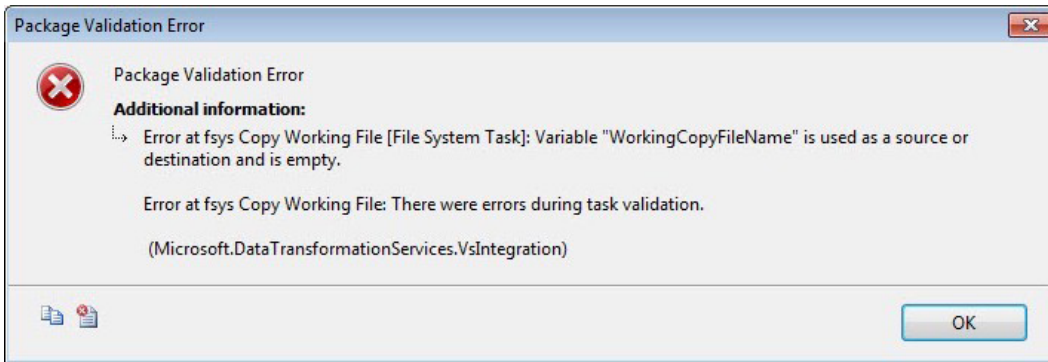 Package Validation Error
Package Validation Error
Additional information:
Error at fsys Copy Working File [File System Task]: Variable "WorkingCopyFileName" is used as a source or
destination and is empty.
Error at fsys Copy Working File: There were errors during task validation.
(Microsoft.DataTransformationServices.VsIntegration)
OK